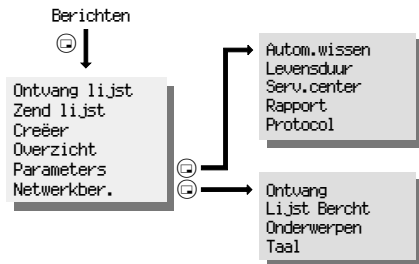 Berichten
Ontvang lijst
Zend lijst
Creëer
Overzicht
Parameters
Netwerkber.
Autom.wissen
Levensduur
Serv.center
Rapport
Protocol
Ontvang
Lijst Bercht
Onderwerpen
Taal